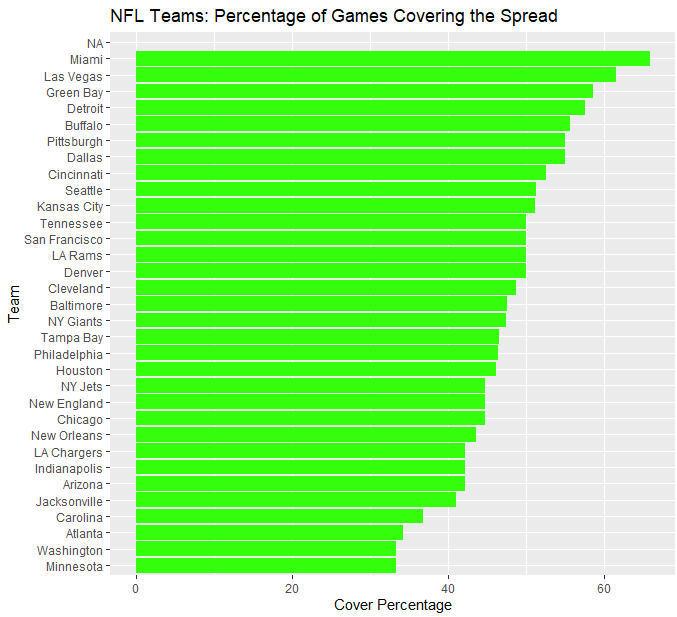 NFL Teams: Percentage of Games Covering the Spread
NA
Miami
Las Vegas
Green Bay
Detroit
Buffalo
Pittsburgh
Dallas
Cincinnati
Seattle
Kansas City
Tennessee
San Francisco
LA Rams
Denver
Cleveland
Baltimore
NY Giants
Tampa Bay
Philadelphia
Houston
NY Jets
New England
Chicago
New Orleans
LA Chargers
Indianapolis
Arizona
Jacksonville
Carolina
Atlanta
Washington
Minnesota
Team
0 20 40 60
Cover Percentage